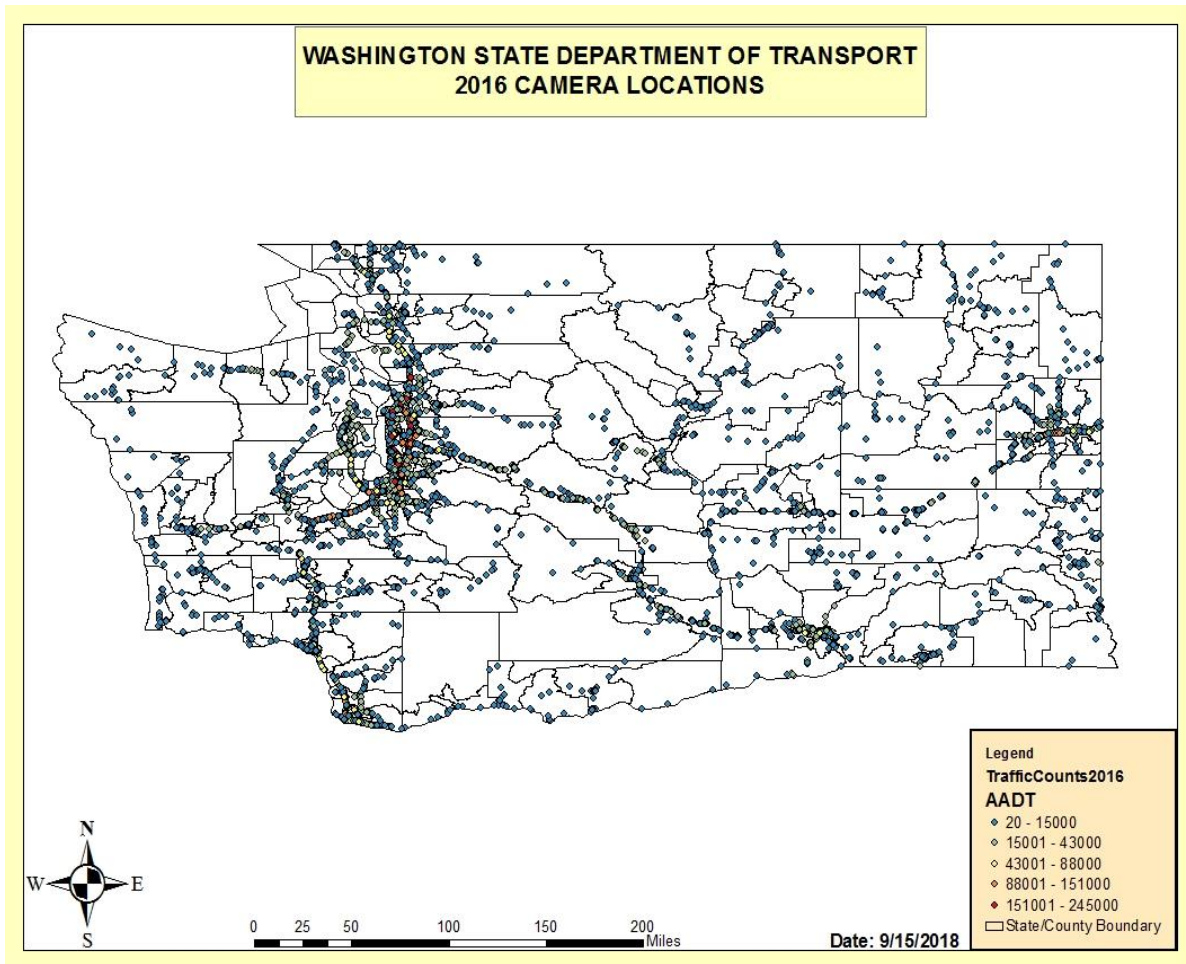 WASHINGTON STATE DEPARTMENT OF TRANSPORT
2016 CAMERA LOCATIONS
Legend
TrafficCounts2016
AADT
20 - 15000
15001 - 43000
43001 - 88000
88001 - 151000
151001 - 245000
State/County Boundary
N
W E
S
0 25 50 100 150 200
Miles
Date: 9/15/2018